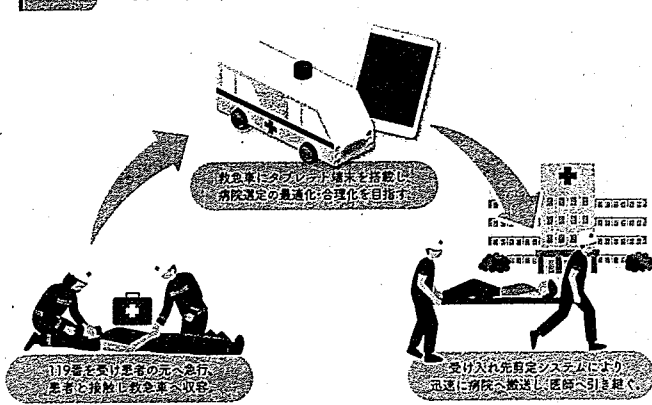 救急車にタブレット端末を搭載し
病院選定の最適化・合理化を目指す
119番を受け患者の元へ急行、
患者と接触し救急車へ収容
受け入れ先剪定システムにより
迅速に病院へ搬送し、医師へ引き継ぐ